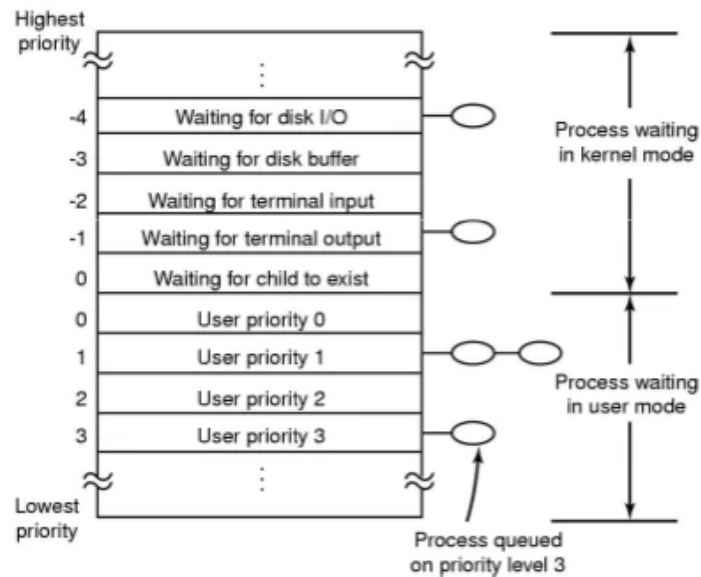 Highest
priority
⋮
-4 Waiting for disk I/O
-3 Waiting for disk buffer
-2 Waiting for terminal input
-1 Waiting for terminal output
0 Waiting for child to exist
0 User priority 0
1 User priority 1
2 User priority 2
3 User priority 3
⋮
Lowest
priority
Process waiting
in kernel mode
Process waiting
in user mode
Process queued
on priority level 3